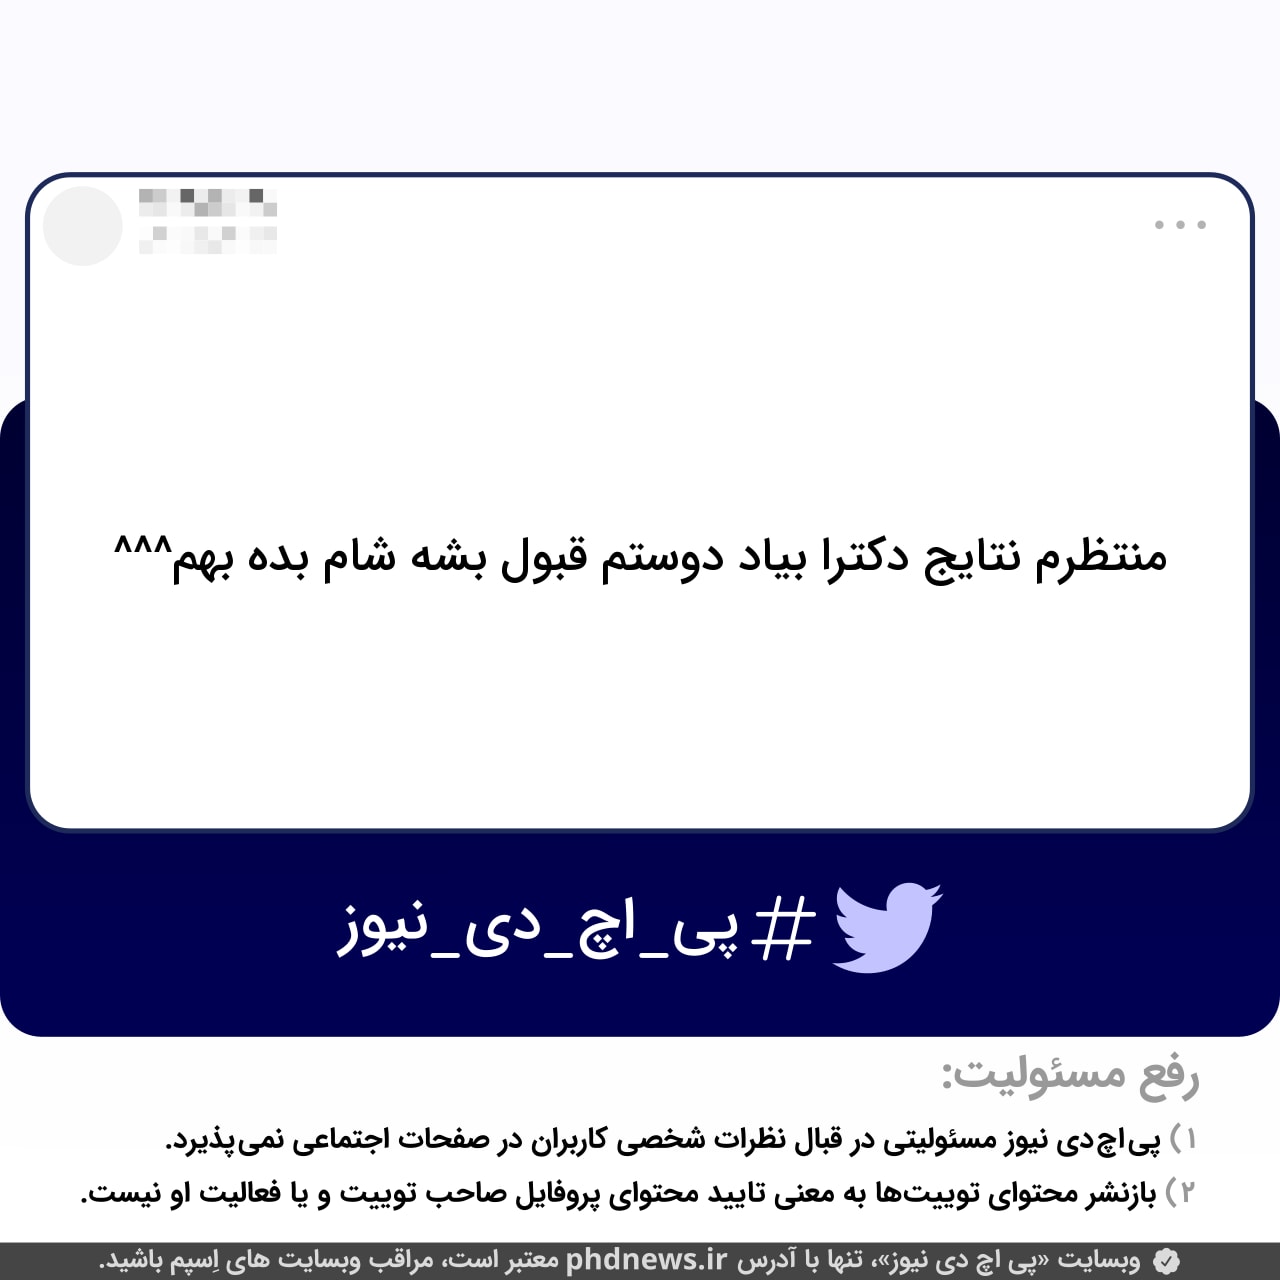 منتظرم نتایج دکترا بیاد دوستم قبول بشه شام بده بهم^^^
#پی_اچ_دی_نیوز
رفع مسئولیت:
۱) پی‌اچ‌دی نیوز مسئولیتی در قبال نظرات شخصی کاربران در صفحات اجتماعی نمی‌پذیرد.
۲) بازنشر محتوای توییت‌ها به معنی تایید محتوای پروفایل صاحب توییت و یا فعالیت او نیست.
وبسایت «پی اچ دی نیوز»، تنها با آدرس phdnews.ir معتبر است، مراقب وبسایت های اِسپم باشید.